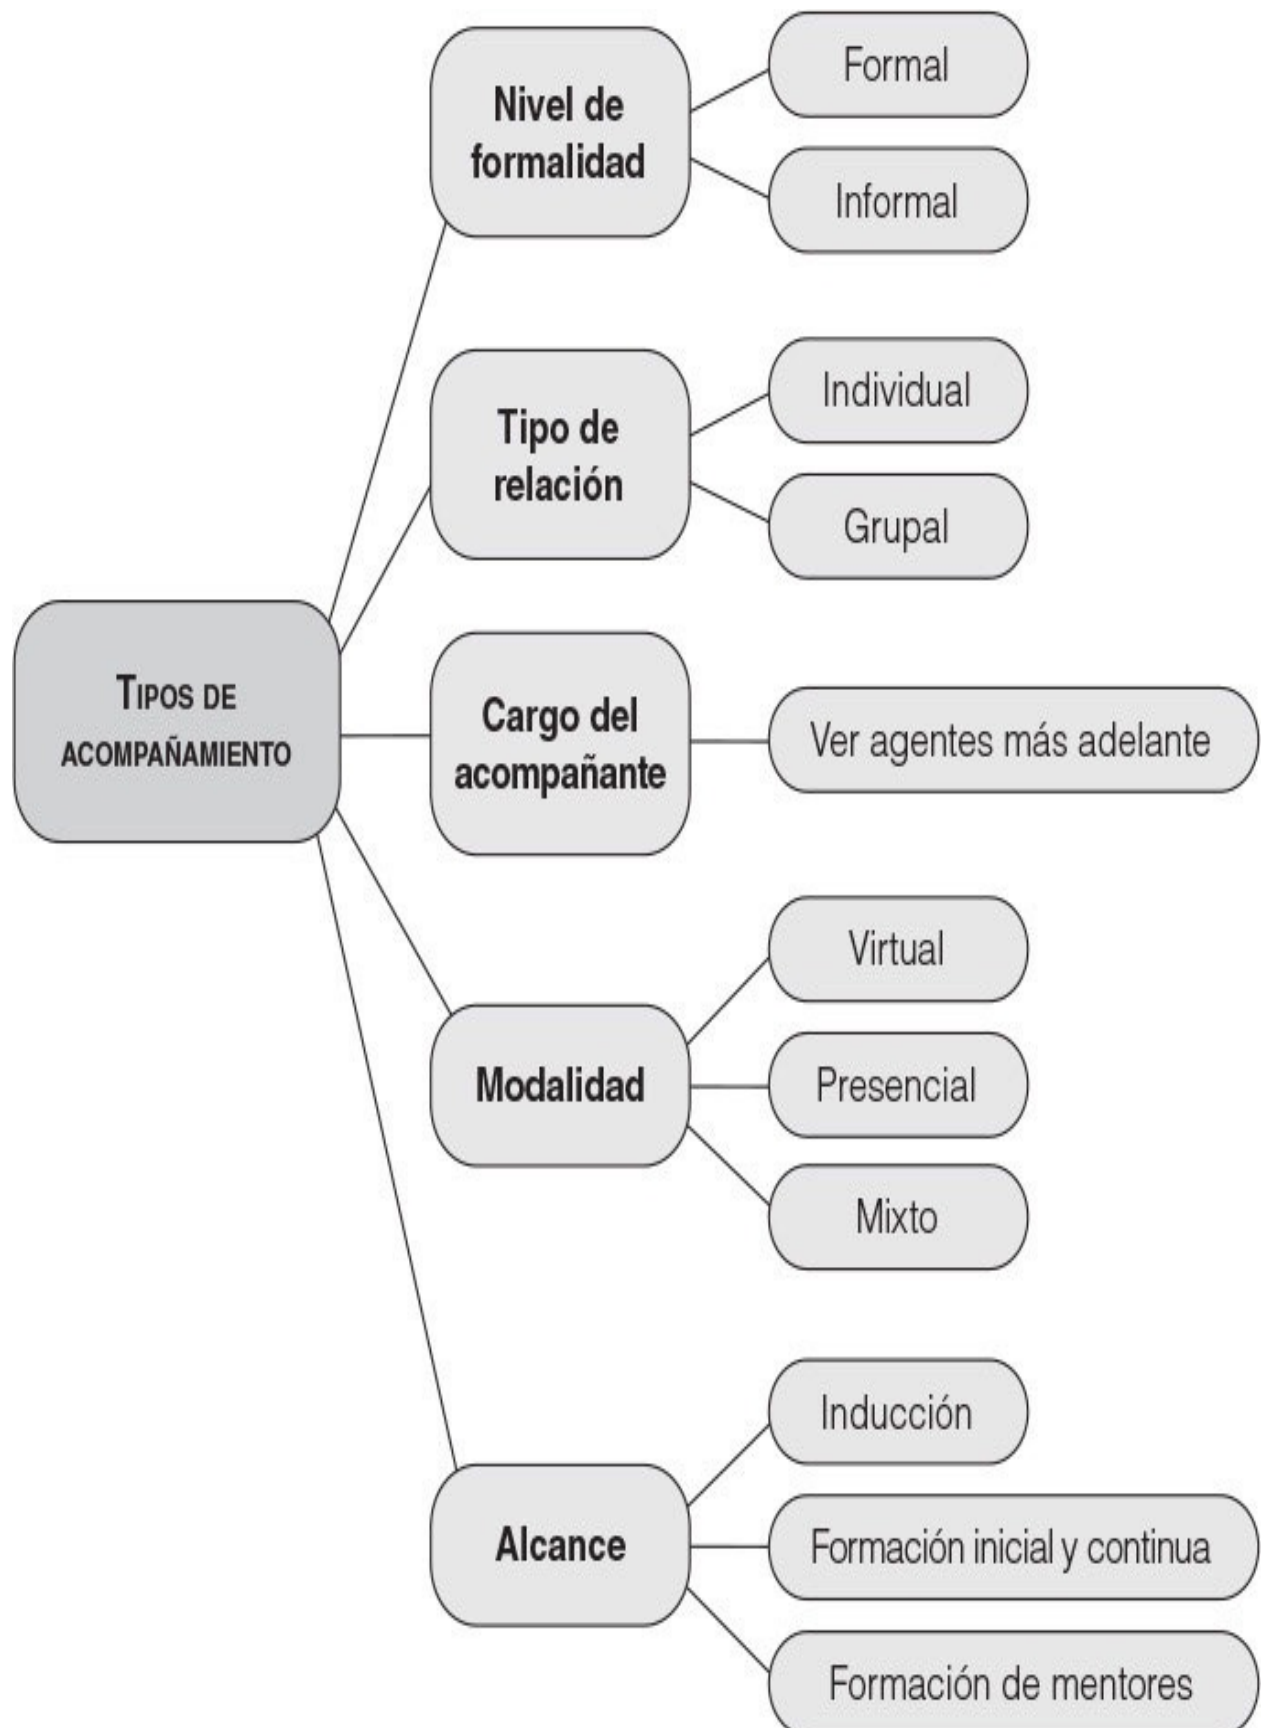 Nivel de
formalidad
Formal
Informal
Tipo de
relación
Individual
Grupal
TIPOS DE
ACOMPAÑAMIENTO
Cargo del
acompañante
Ver agentes más adelante
Modalidad
Virtual
Presencial
Mixto
Alcance
Inducción
Formación inicial y continua
Formación de mentores